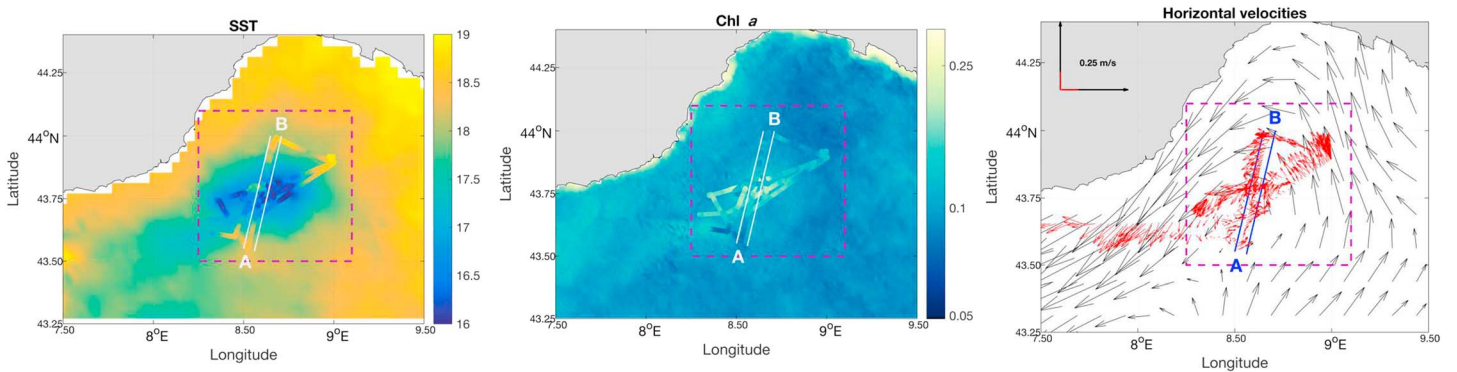 SST
44.25
44°N
43.75
43.50
43.25
7.50
8°E
8.50
9°E
9.50
Latitude
Longitude
B
A
19
18.5
18
17.5
17
16.5
16
Chl a
44.25
44°N
43.75
43.50
43.25
7.50
8°E
8.50
9°E
9.50
Latitude
Longitude
B
A
0.25
0.1
0.05
Horizontal velocities
0.25 m/s
44.25
44°N
43.75
43.50
43.25
7.50
8°E
8.50
9°E
9.50
Latitude
Longitude
B
A